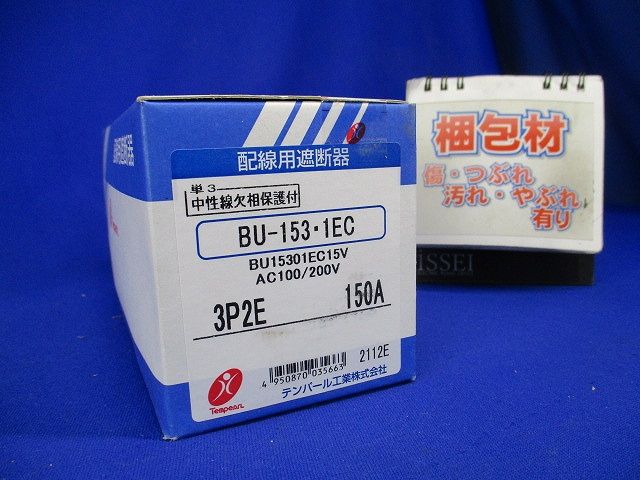 配線用遮断器
単3
中性線欠相保護付
BU-153・1EC
BU15301EC15V
AC100/200V
3P2E 150A
4 950870 035663
2112E
Tempearl
テンパール工業株式会社
梱包材
傷・つぶれ
汚れ・やぶれ
有り
ISSEI